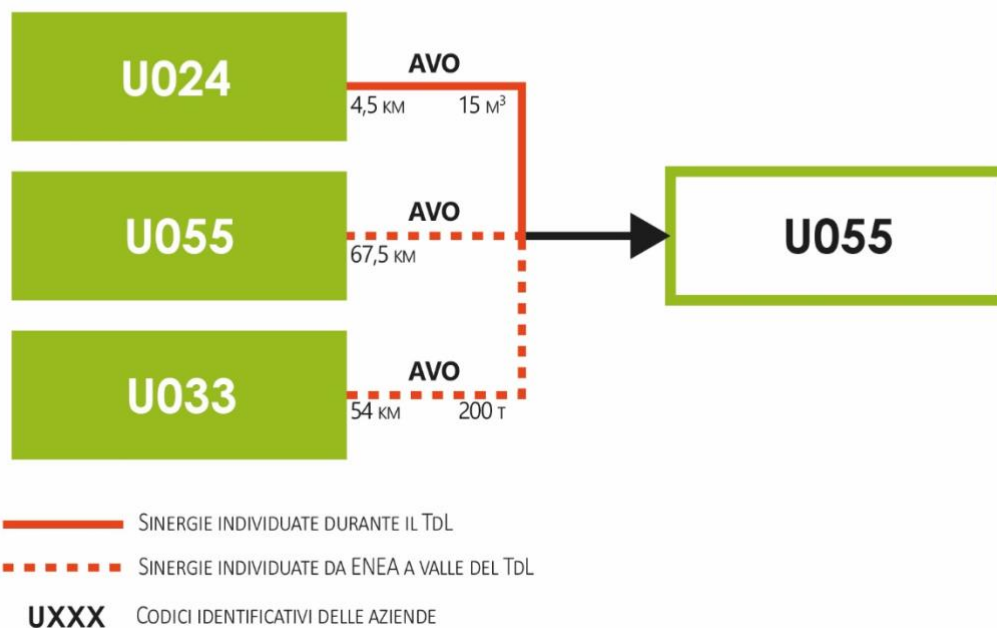 U024
AVO
4,5 KM 15 M³
U055
AVO
67,5 KM
U055
U033
AVO
54 KM 200 T
SINERGIE INDIVIDUATE DURANTE IL TDL
SINERGIE INDIVIDUATE DA ENEA A VALLE DEL TDL
UXXX CODICI IDENTIFICATIVI DELLE AZIENDE